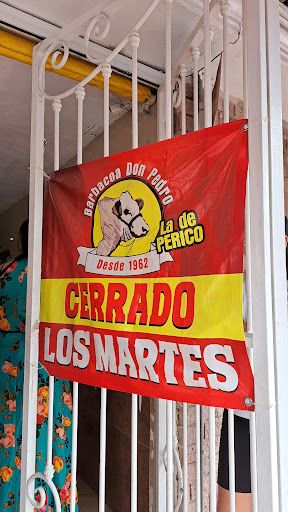 Barbacoa Don Pedro
La de
PERICO
Desde 1962
CERRADO
LOS MARTES